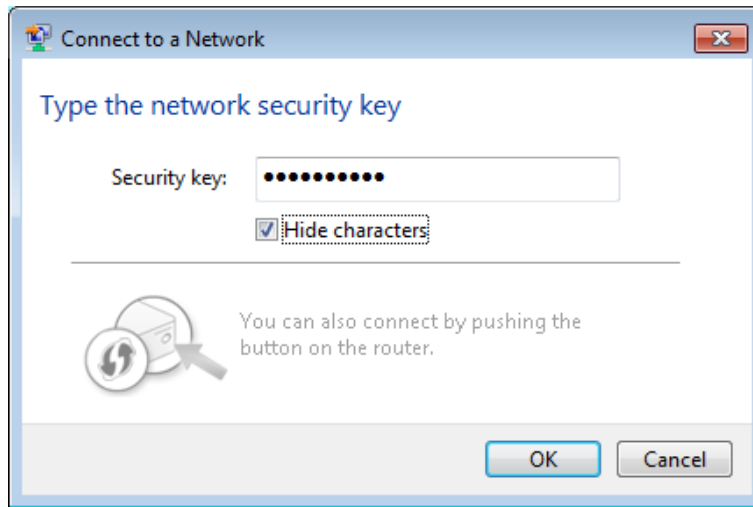 Connect to a Network
Type the network security key
Security key: ●●●●●●●●●●
Hide characters
You can also connect by pushing the
button on the router.
OK Cancel